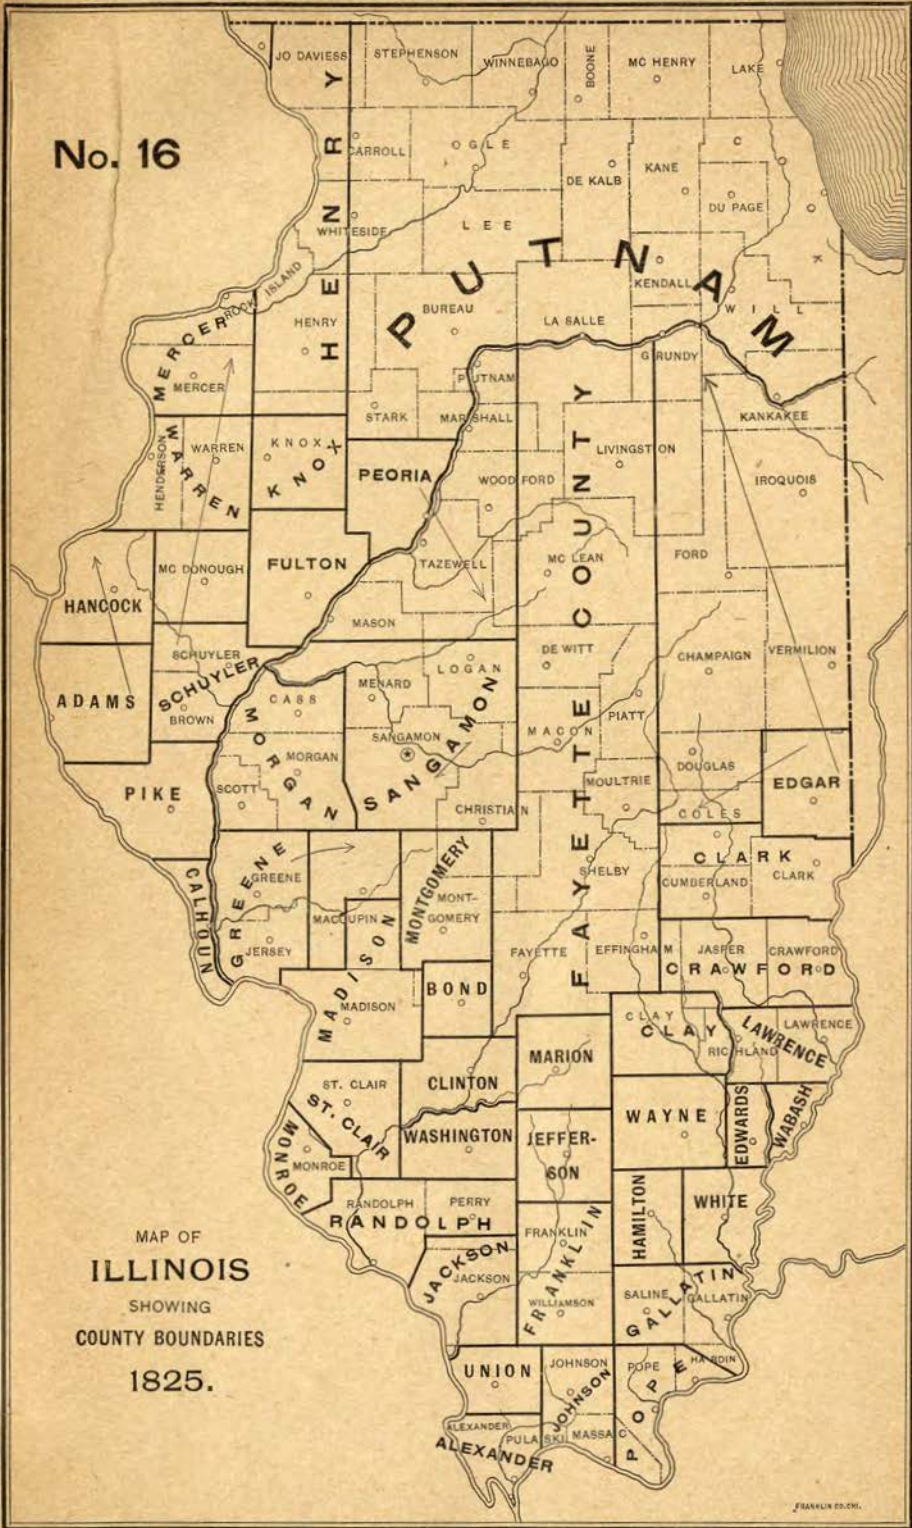 No. 16
JO DAVIESS
STEPHENSON
WINNEBAGO
BOONE
MC HENRY
LAKE
HENRY
CARROLL
OGLE
DE KALB
KANE
COOK
DU PAGE
WHITESIDE
LEE
PUTNAM
ROCK ISLAND
HENRY
BUREAU
LA SALLE
KENDALL
WILL
GRUNDY
MERCER
MERCER
PUTNAM
STARK
MARSHALL
KANKAKEE
HENDERSON
WARREN
WARREN
KNOX
KNOX
PEORIA
WOODFORD
LIVINGSTON
IROQUOIS
FAYETTE COUNTY
HANCOCK
MC DONOUGH
FULTON
TAZEWELL
MC LEAN
FORD
MASON
ADAMS
SCHUYLER
SCHUYLER
BROWN
CASS
MENARD
LOGAN
DE WITT
CHAMPAIGN
VERMILION
MORGAN
MORGAN
SANGAMON
SANGAMON
MACON
PIATT
PIKE
SCOTT
CHRISTIAN
MOULTRIE
DOUGLAS
EDGAR
COLES
CALHOUN
GREENE
GREENE
JERSEY
MACOUPIN
MONTGOMERY
MONT-
GOMERY
SHELBY
CLARK
CUMBERLAND
CLARK
MADISON
MADISON
BOND
FAYETTE
EFFINGHAM
JASPER
CRAWFORD
CRAWFORD
ST. CLAIR
ST. CLAIR
CLINTON
MARION
CLAY
CLAY
RICHLAND
LAWRENCE
LAWRENCE
MONROE
MONROE
WASHINGTON
JEFFER-
SON
WAYNE
EDWARDS
WABASH
RANDOLPH
PERRY
RANDOLPH
JACKSON
JACKSON
FRANKLIN
FRANKLIN
WILLIAMSON
HAMILTON
WHITE
SALINE
GALLATIN
GALLATIN
UNION
JOHNSON
JOHNSON
POPE
POPE
HARDIN
ALEXANDER
ALEXANDER
PULASKI
MASSAC
MAP OF
ILLINOIS
SHOWING
COUNTY BOUNDARIES
1825.
FRANKLIN CO. CHI.